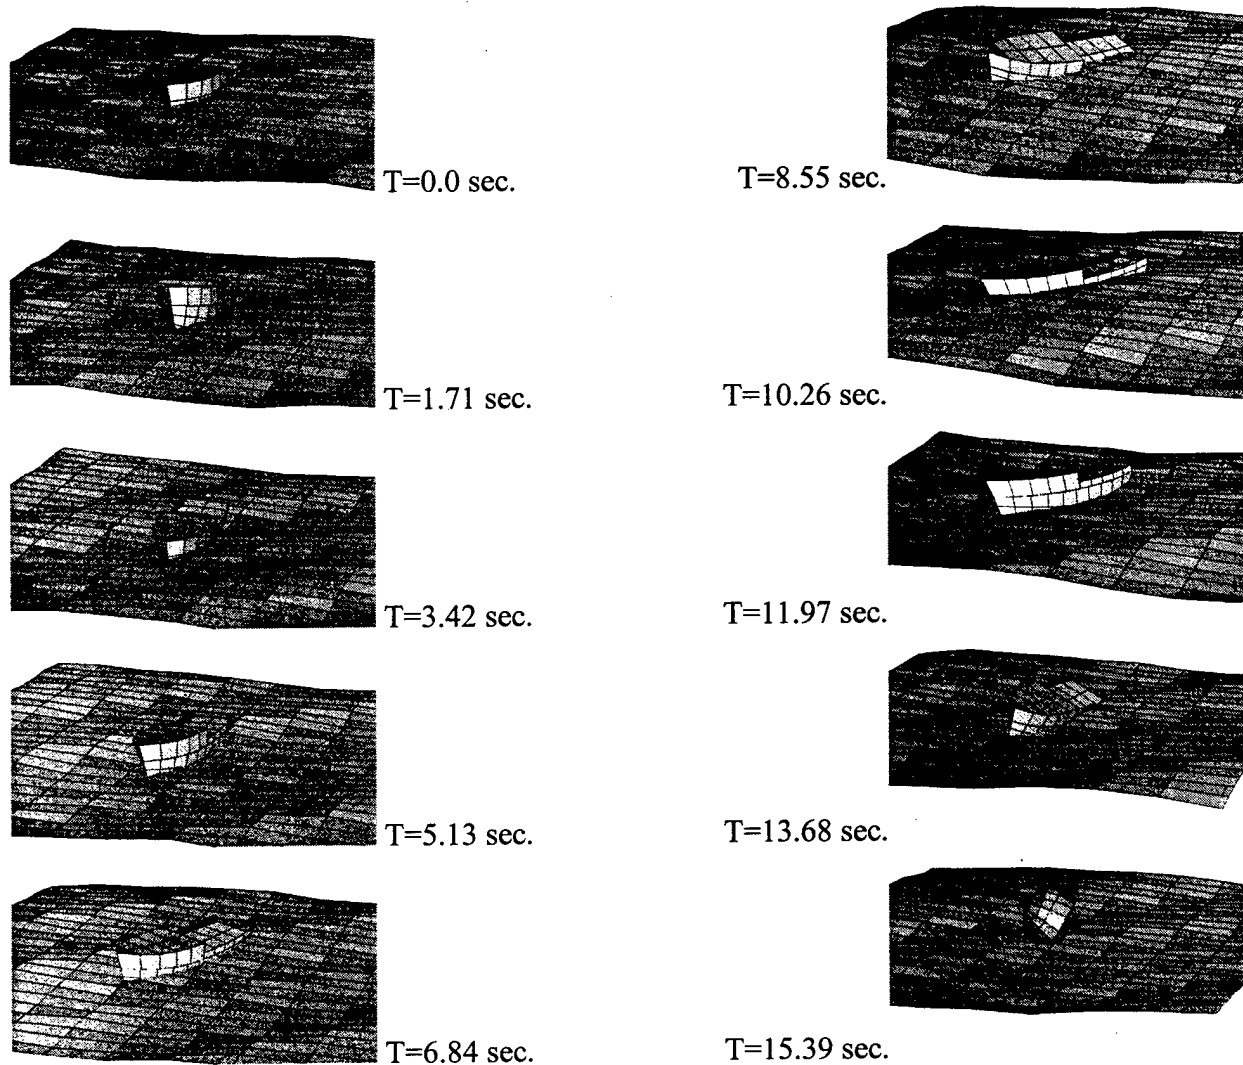 T=0.0 sec.
T=1.71 sec.
T=3.42 sec.
T=5.13 sec.
T=6.84 sec.
T=8.55 sec.
T=10.26 sec.
T=11.97 sec.
T=13.68 sec.
T=15.39 sec.